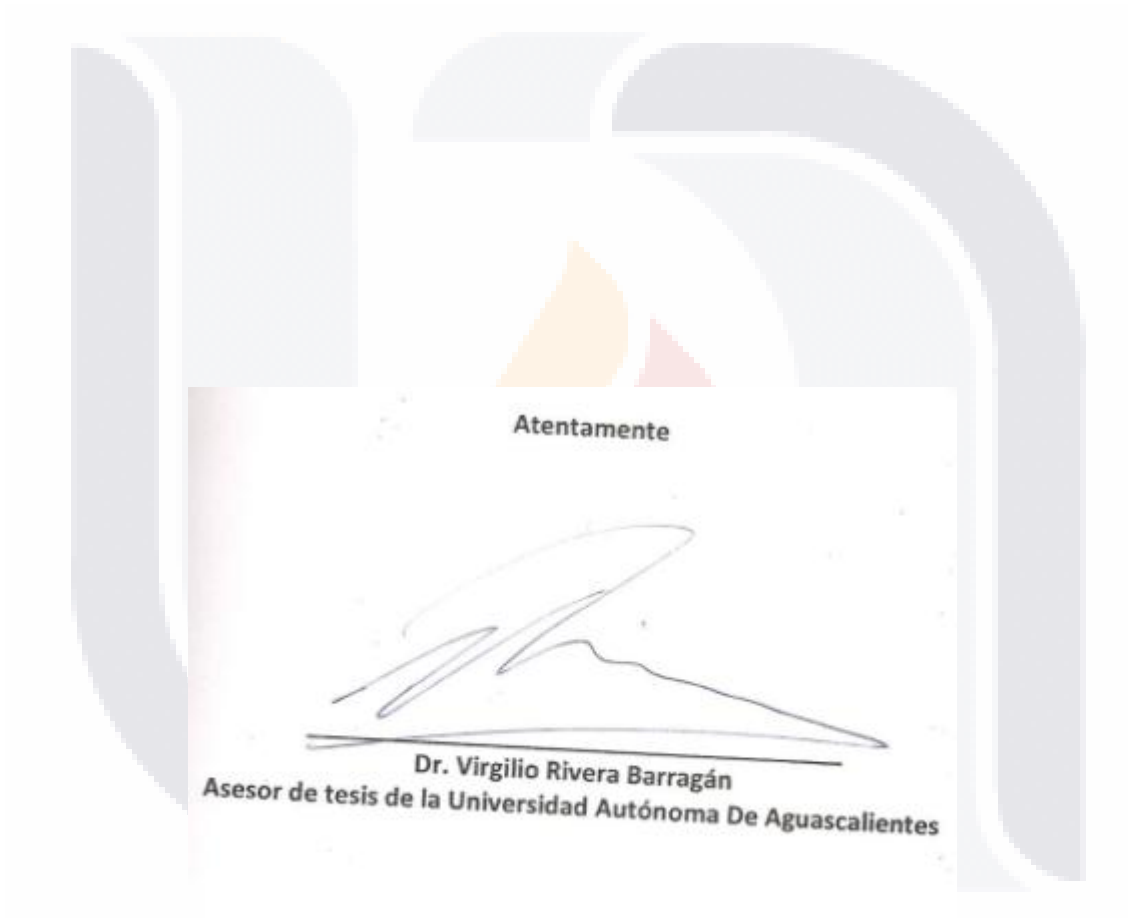 Atentamente
Dr. Virgilio Rivera Barragán
Asesor de tesis de la Universidad Autónoma De Aguascalientes